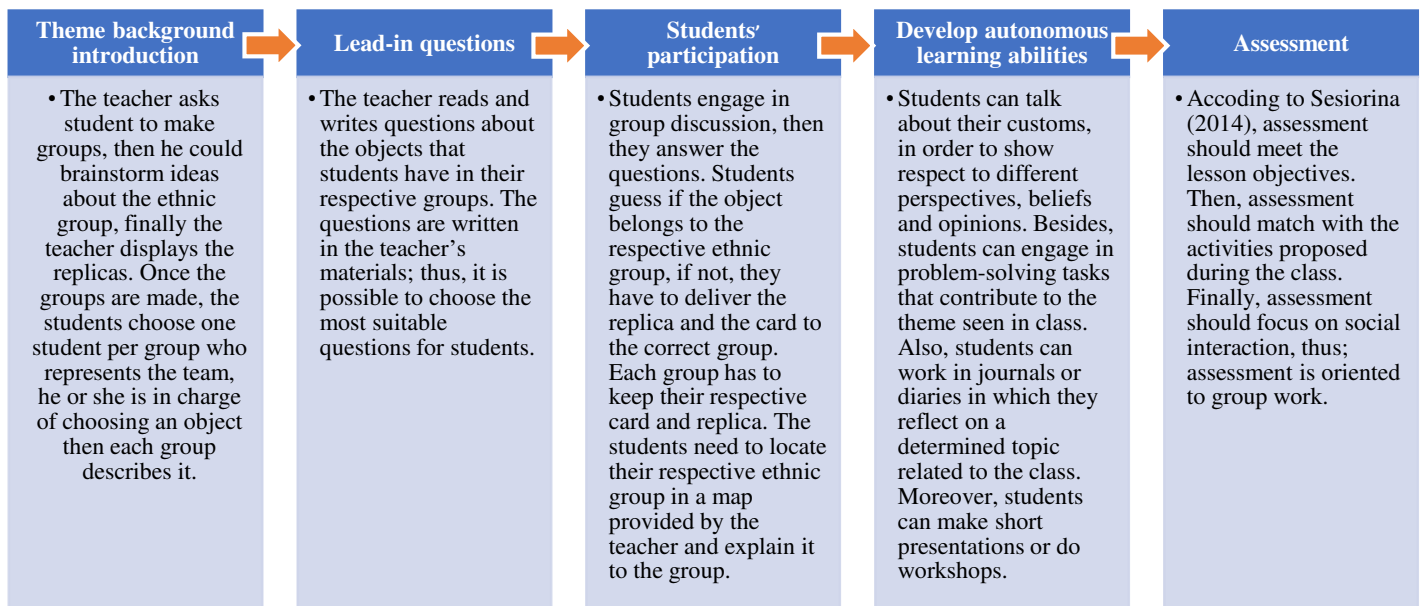 Theme background
introduction
• The teacher asks
student to make
groups, then he could
brainstorm ideas
about the ethnic
group, finally the
teacher displays the
replicas. Once the
groups are made, the
students choose one
student per group who
represents the team,
he or she is in charge
of choosing an object
then each group
describes it.
Lead-in questions
• The teacher reads and
writes questions about
the objects that
students have in their
respective groups. The
questions are written
in the teacher's
materials; thus, it is
possible to choose the
most suitable
questions for students.
Students'
participation
• Students engage in
group discussion, then
they answer the
questions. Students
guess if the object
belongs to the
respective ethnic
group, if not, they
have to deliver the
replica and the card to
the correct group.
Each group has to
keep their respective
card and replica. The
students need to locate
their respective ethnic
group in a map
provided by the
teacher and explain it
to the group.
Develop autonomous
learning abilities
• Students can talk
about their customs,
in order to show
respect to different
perspectives, beliefs
and opinions. Besides,
students can engage in
problem-solving tasks
that contribute to the
theme seen in class.
Also, students can
work in journals or
diaries in which they
reflect on a
determined topic
related to the class.
Moreover, students
can make short
presentations or do
workshops.
Assessment
• Accoding to Sesiorina
(2014), assessment
should meet the
lesson objectives.
Then, assessment
should match with the
activities proposed
during the class.
Finally, assessment
should focus on social
interaction, thus;
assessment is oriented
to group work.